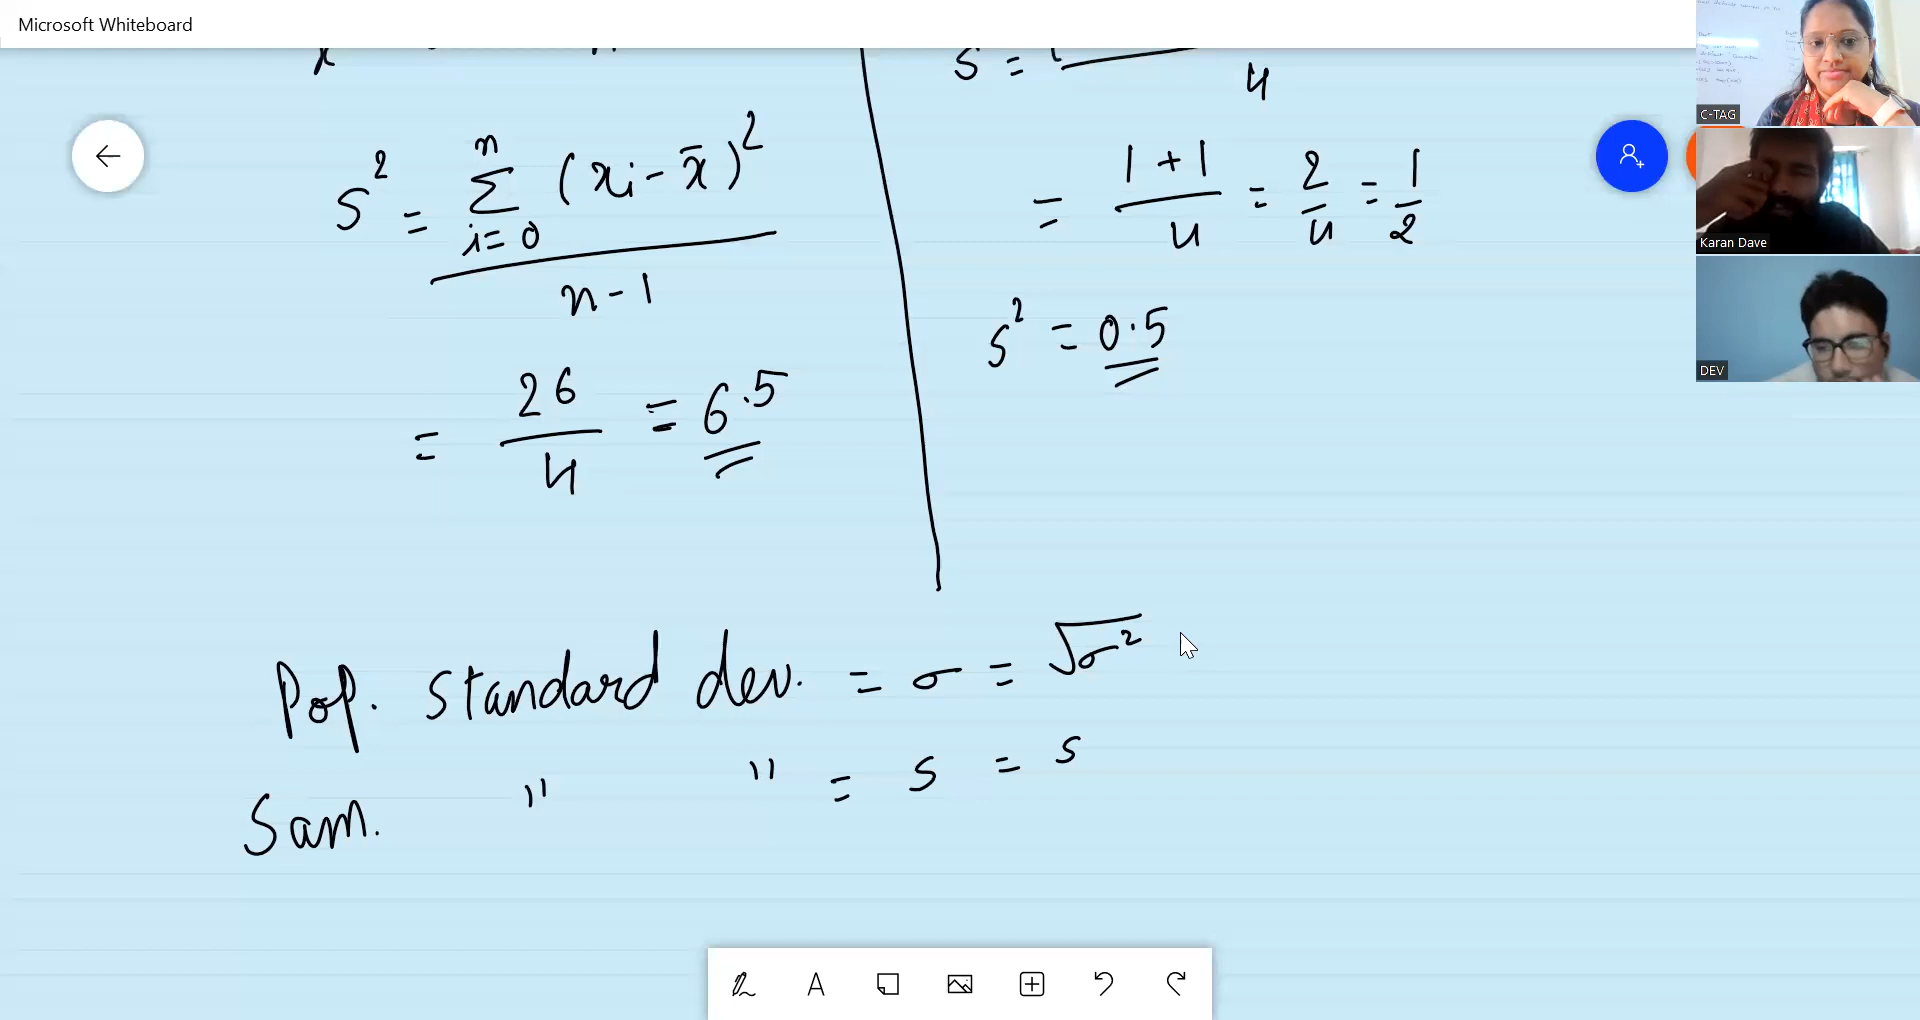 Microsoft Whiteboard
s² = Σ (xi - x̄)²
n
i= 0
n - 1
= 26/4 = 6.5
s =
4
= 1 + 1 / 4 = 2/4 = 1/2
s² = 0.5
Pop. standard dev. = σ = √σ²
Sam. " " = s = s
C-TAG
Karan Dave
DEV